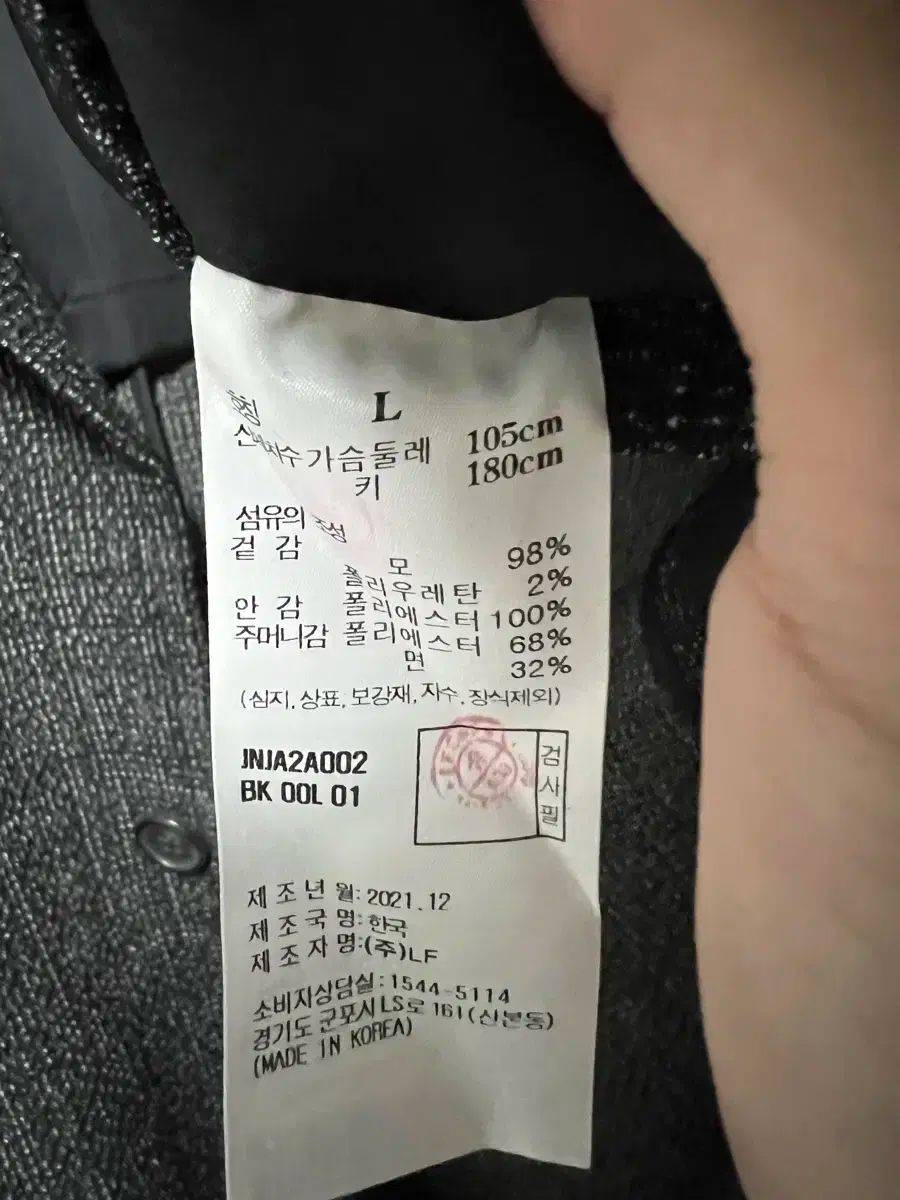 L
가슴둘레 105cm
키 180cm
섬유의 조성
겉 감 모 98%
폴리우레탄 2%
안 감 폴리에스터 100%
주머니감 폴리에스터 68%
면 32%
(심지, 상표, 보강재, 자수, 장식제외)
JNJA2A002
BK 00L 01
검사필
제 조 년 월: 2021.12
제 조 국 명: 한국
제 조 자 명:(주)LF
소비자상담실:1544-5114
경기도 군포시 LS로 161(산본동)
(MADE IN KOREA)